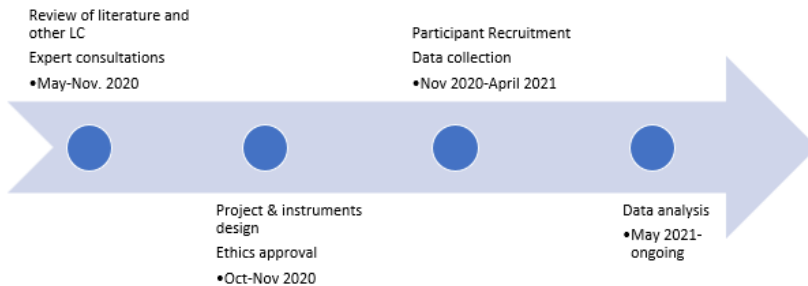 Review of literature and
other LC
Expert consultations
•May-Nov. 2020
Participant Recruitment
Data collection
•Nov 2020-April 2021
Project & instruments
design
Ethics approval
•Oct-Nov 2020
Data analysis
•May 2021-
ongoing